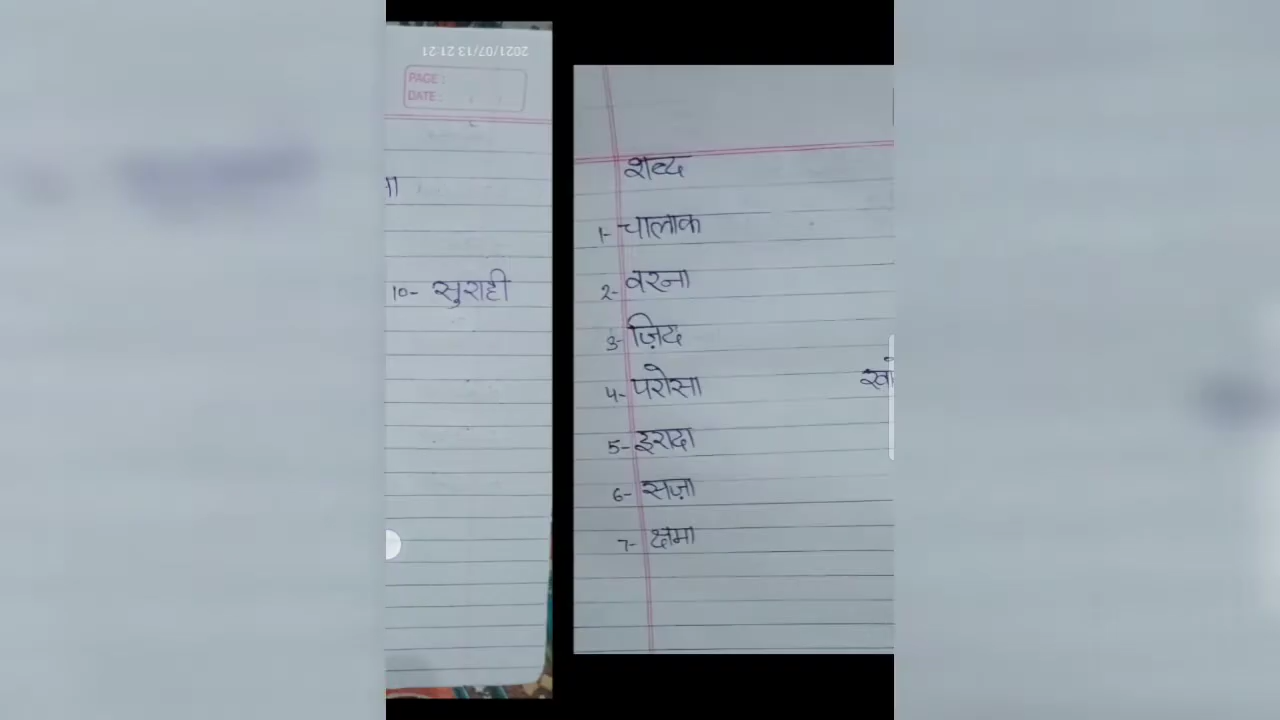 2021/07/13 21:21
PAGE :
DATE :
10- सुराही
शब्द
1- चालाक
2- वरना
3- ज़िद
4- परोसा
5- इरादा
6- सज़ा
7- क्षमा